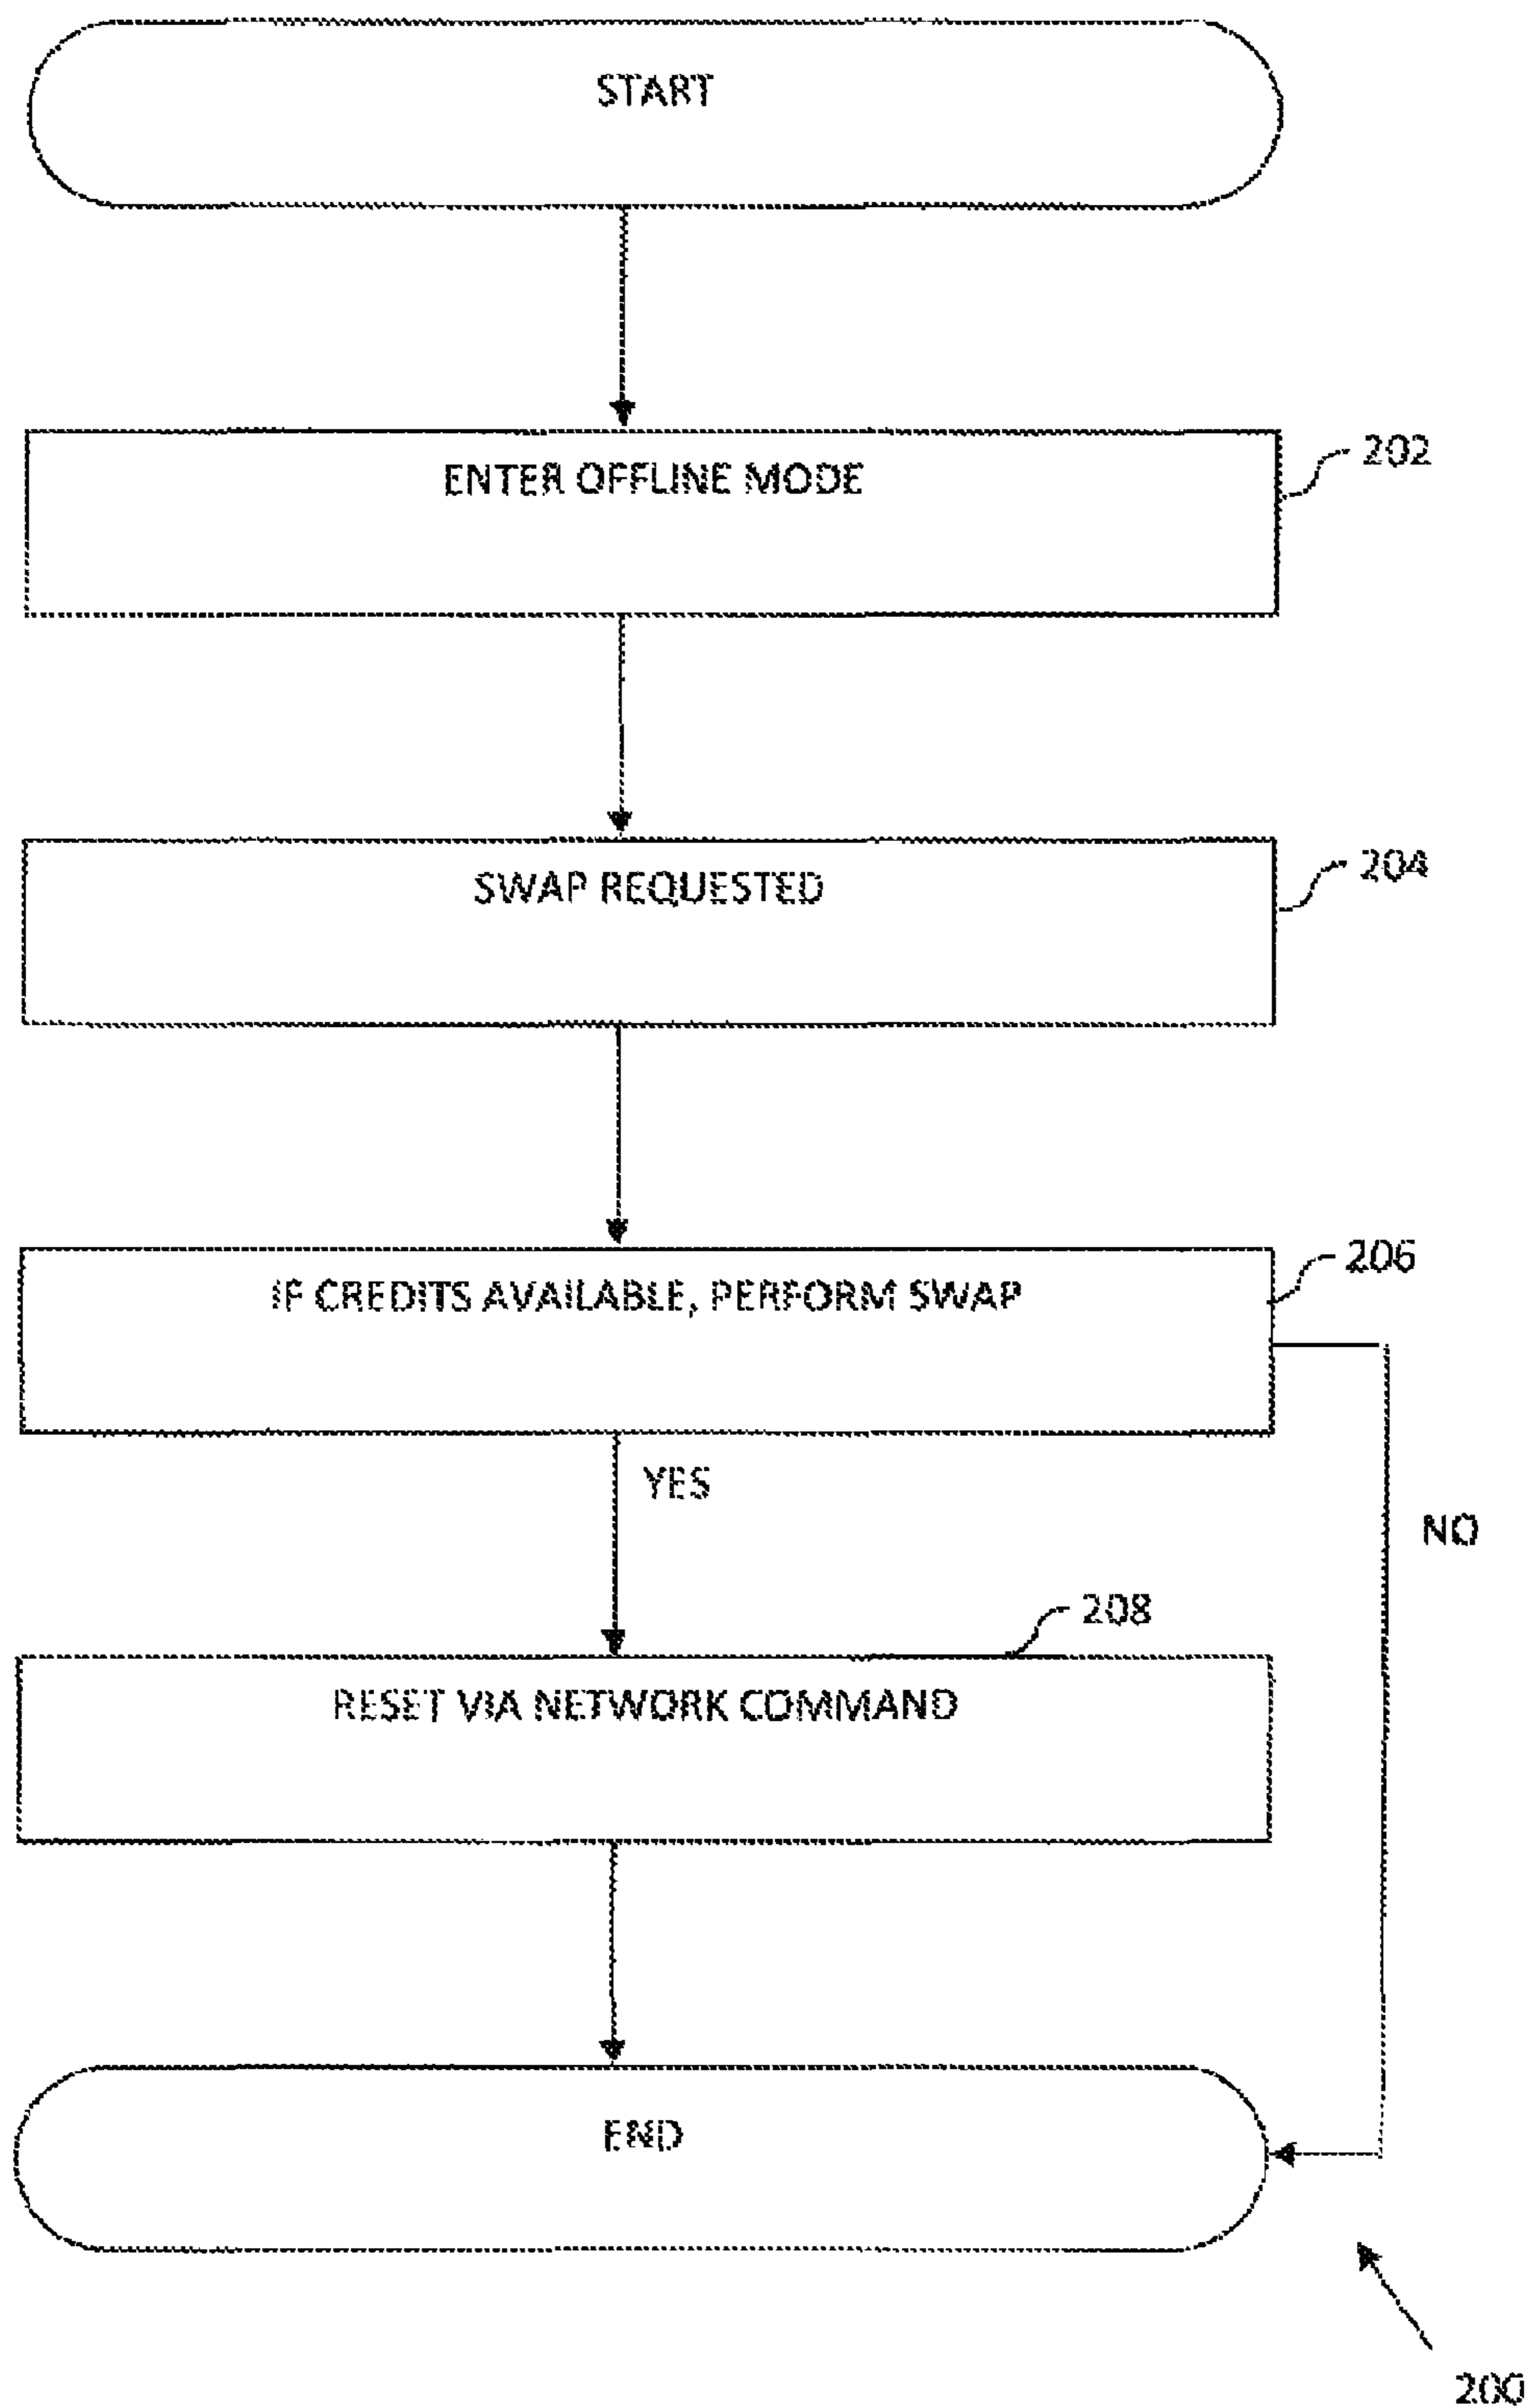 START
ENTER OFFLINE MODE
202
SWAP REQUESTED
204
IF CREDITS AVAILABLE, PERFORM SWAP
206
YES
NO
208
RESET VIA NETWORK COMMAND
END
200